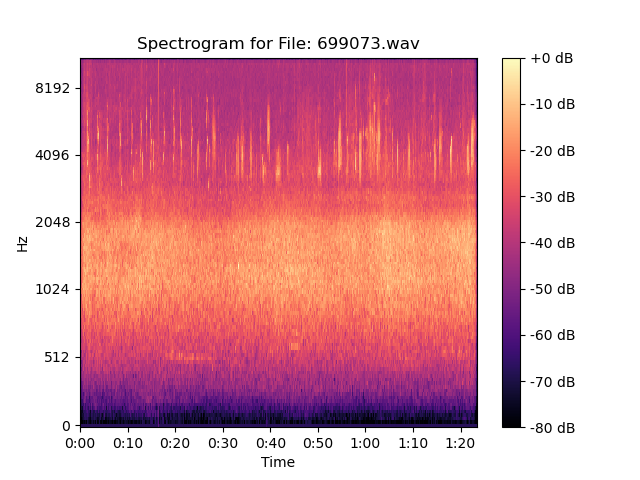 Spectrogram for File: 699073.wav
Hz
8192
4096
2048
1024
512
0
0:00 0:10 0:20 0:30 0:40 0:50 1:00 1:10 1:20
Time
+0 dB
-10 dB
-20 dB
-30 dB
-40 dB
-50 dB
-60 dB
-70 dB
-80 dB